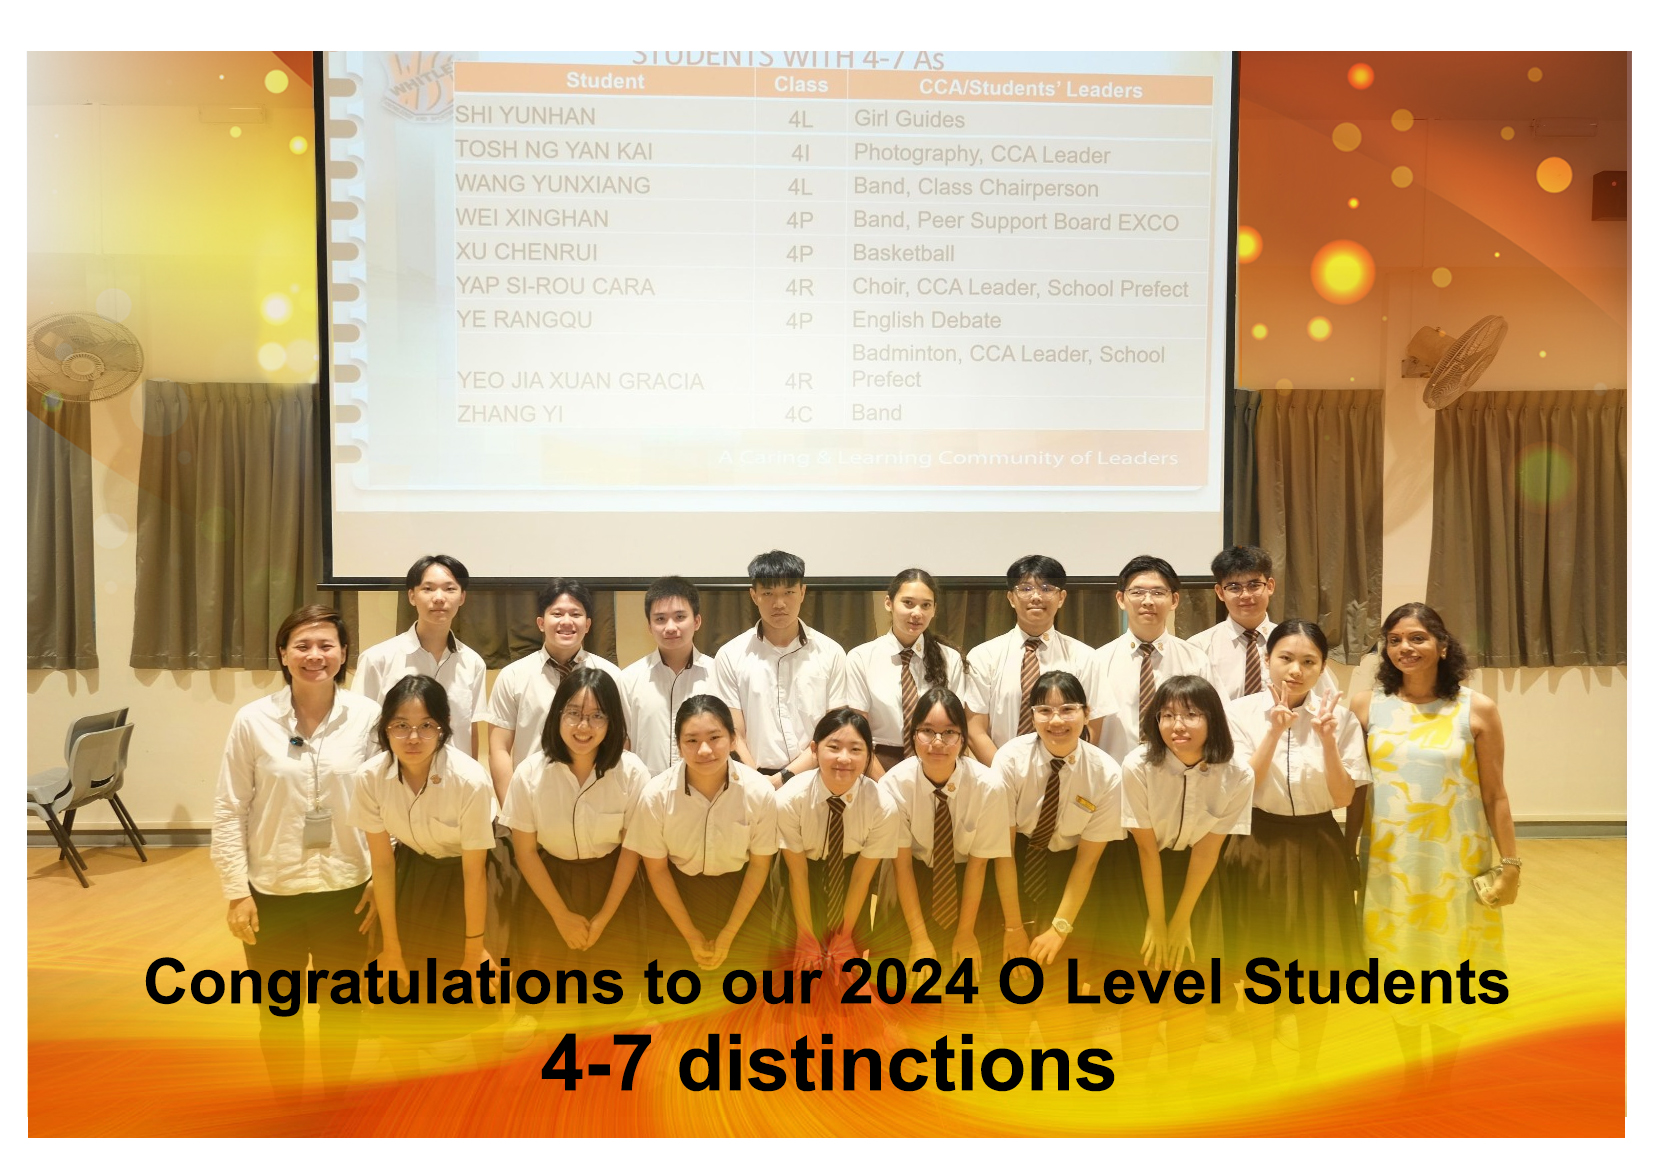 STUDENTS WITH 4-7 As
WHITLE
Student Class CCA/Students' Leaders
SHI YUNHAN 4L Girl Guides
TOSH NG YAN KAI 4I Photography, CCA Leader
WANG YUNXIANG 4L Band, Class Chairperson
WEI XINGHAN 4P Band, Peer Support Board EXCO
XU CHENRUI 4P Basketball
YAP SI-ROU CARA 4R Choir, CCA Leader, School Prefect
YE RANGQU 4P English Debate
Badminton, CCA Leader, School
YEO JIA XUAN GRACIA 4R Prefect
ZHANG YI 4C Band
A Caring & Learning Community of Leaders
Congratulations to our 2024 O Level Students
4-7 distinctions